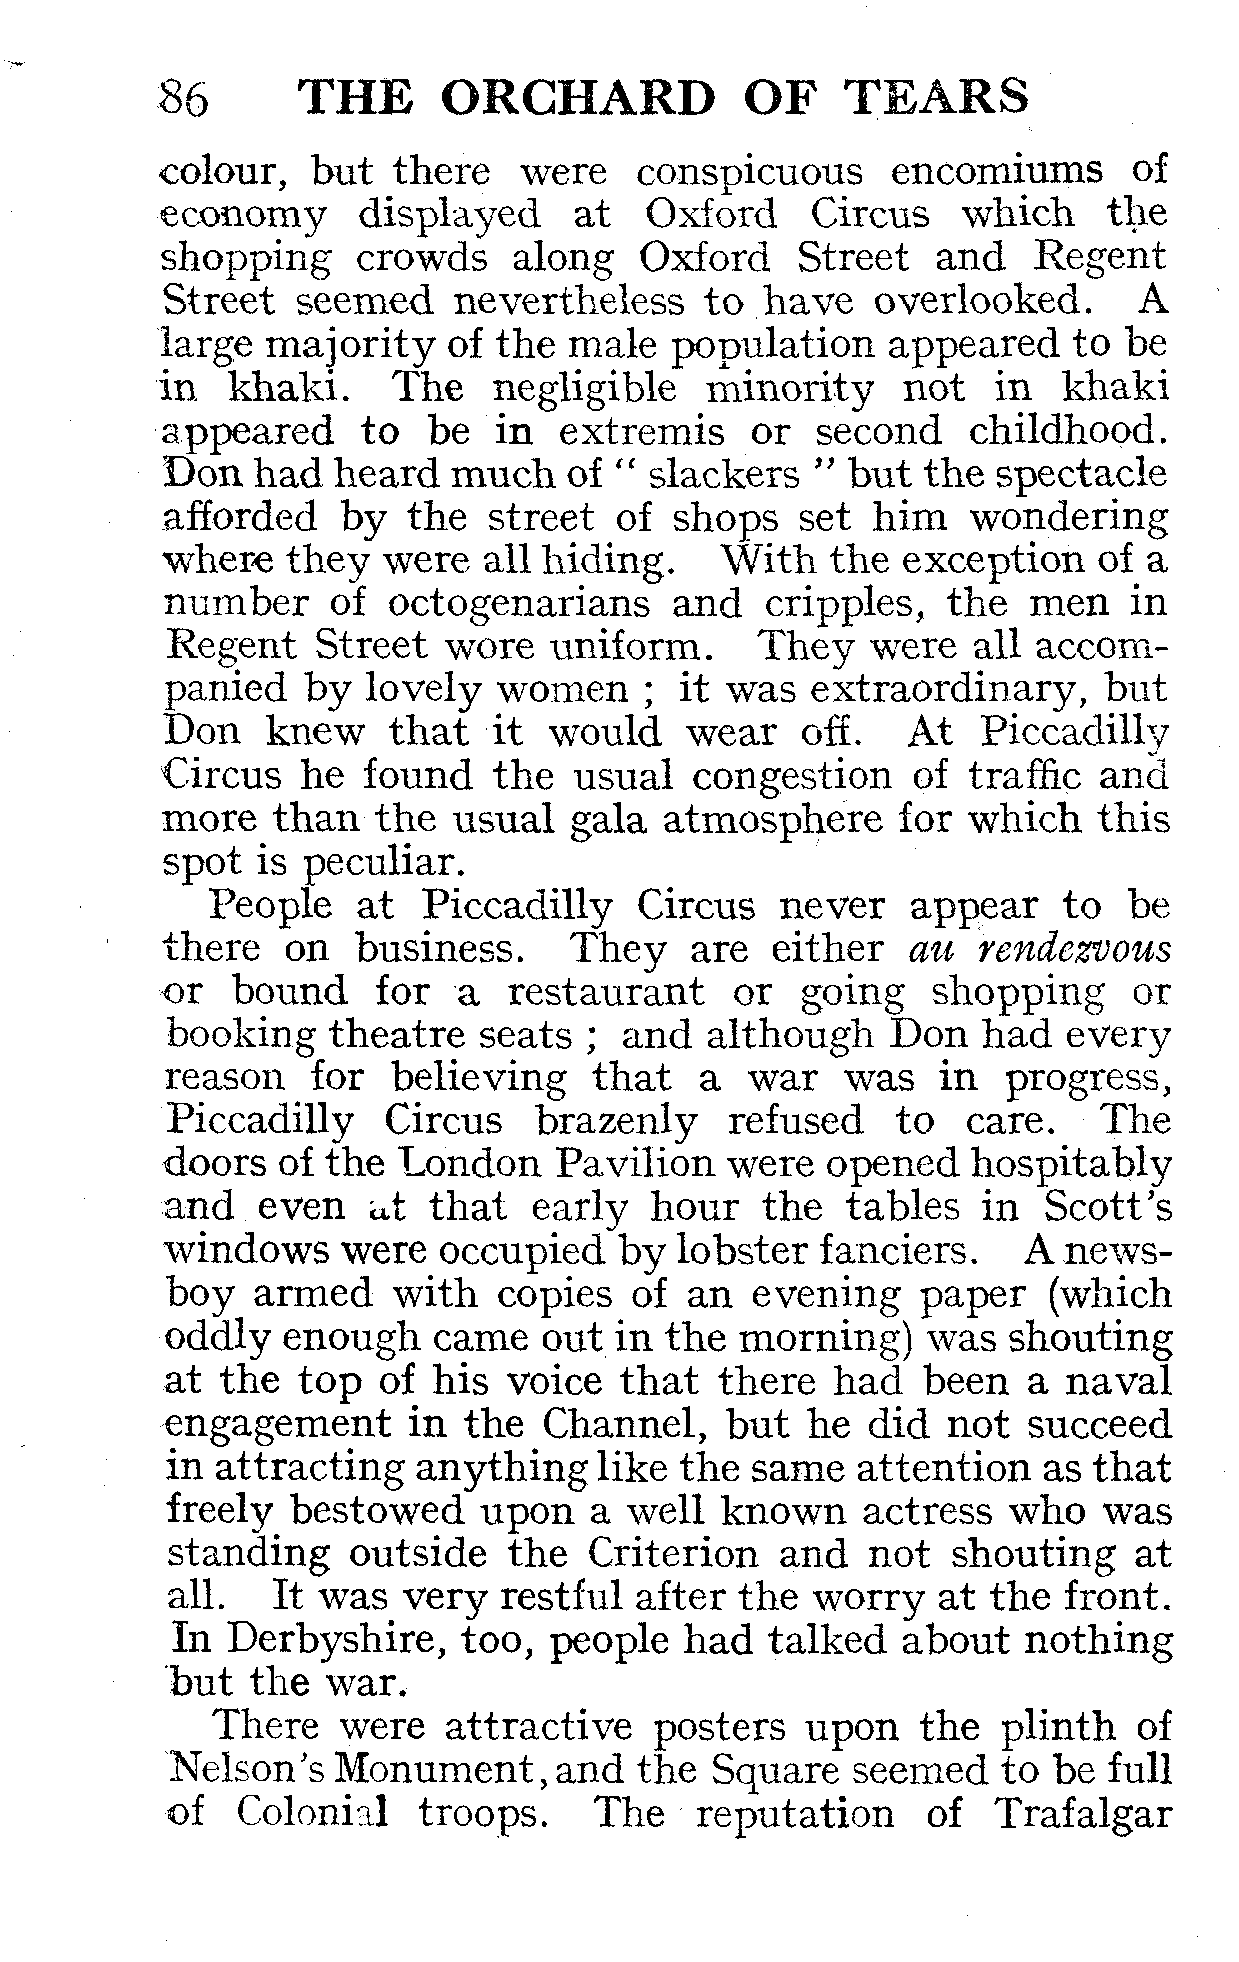 86 THE ORCHARD OF TEARS
colour, but there were conspicuous encomiums of
economy displayed at Oxford Circus which the
shopping crowds along Oxford Street and Regent
Street seemed nevertheless to have overlooked. A
large majority of the male population appeared to be
in khaki. The negligible minority not in khaki
appeared to be in extremis or second childhood.
Don had heard much of “ slackers ” but the spectacle
afforded by the street of shops set him wondering
where they were all hiding. With the exception of a
number of octogenarians and cripples, the men in
Regent Street wore uniform. They were all accom-
panied by lovely women ; it was extraordinary, but
Don knew that it would wear off. At Piccadilly
Circus he found the usual congestion of traffic and
more than the usual gala atmosphere for which this
spot is peculiar.
People at Piccadilly Circus never appear to be
there on business. They are either au rendezvous
or bound for a restaurant or going shopping or
booking theatre seats ; and although Don had every
reason for believing that a war was in progress,
Piccadilly Circus brazenly refused to care. The
doors of the London Pavilion were opened hospitably
and even at that early hour the tables in Scott's
windows were occupied by lobster fanciers. A news-
boy armed with copies of an evening paper (which
oddly enough came out in the morning) was shouting
at the top of his voice that there had been a naval
engagement in the Channel, but he did not succeed
in attracting anything like the same attention as that
freely bestowed upon a well known actress who was
standing outside the Criterion and not shouting at
all. It was very restful after the worry at the front.
In Derbyshire, too, people had talked about nothing
but the war.
There were attractive posters upon the plinth of
Nelson's Monument, and the Square seemed to be full
of Colonial troops. The reputation of Trafalgar